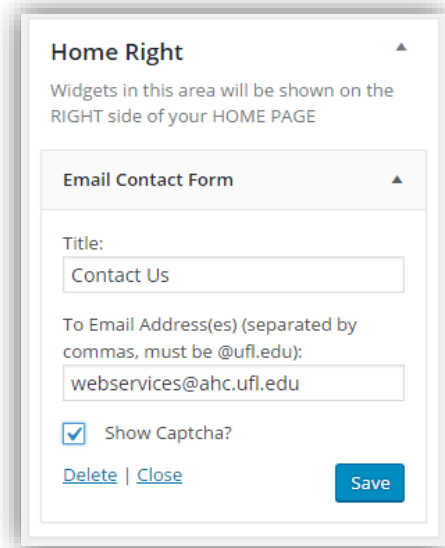 Home Right
Widgets in this area will be shown on the
RIGHT side of your HOME PAGE
Email Contact Form
Title:
Contact Us
To Email Address(es) (separated by
commas, must be @ufl.edu):
webservices@ahc.ufl.edu
Show Captcha?
Delete | Close
Save